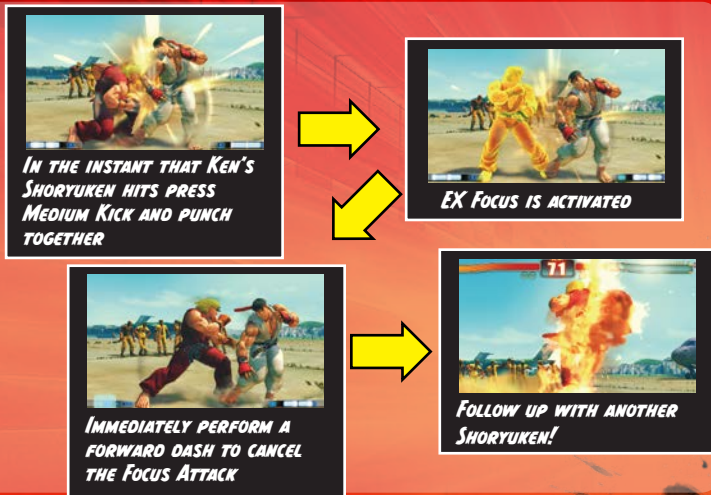 In the instant that Ken's
Shoryuken hits press
Medium Kick and punch
together
EX Focus is activated
Immediately perform a
forward dash to cancel
the Focus Attack
71
Follow up with another
Shoryuken!